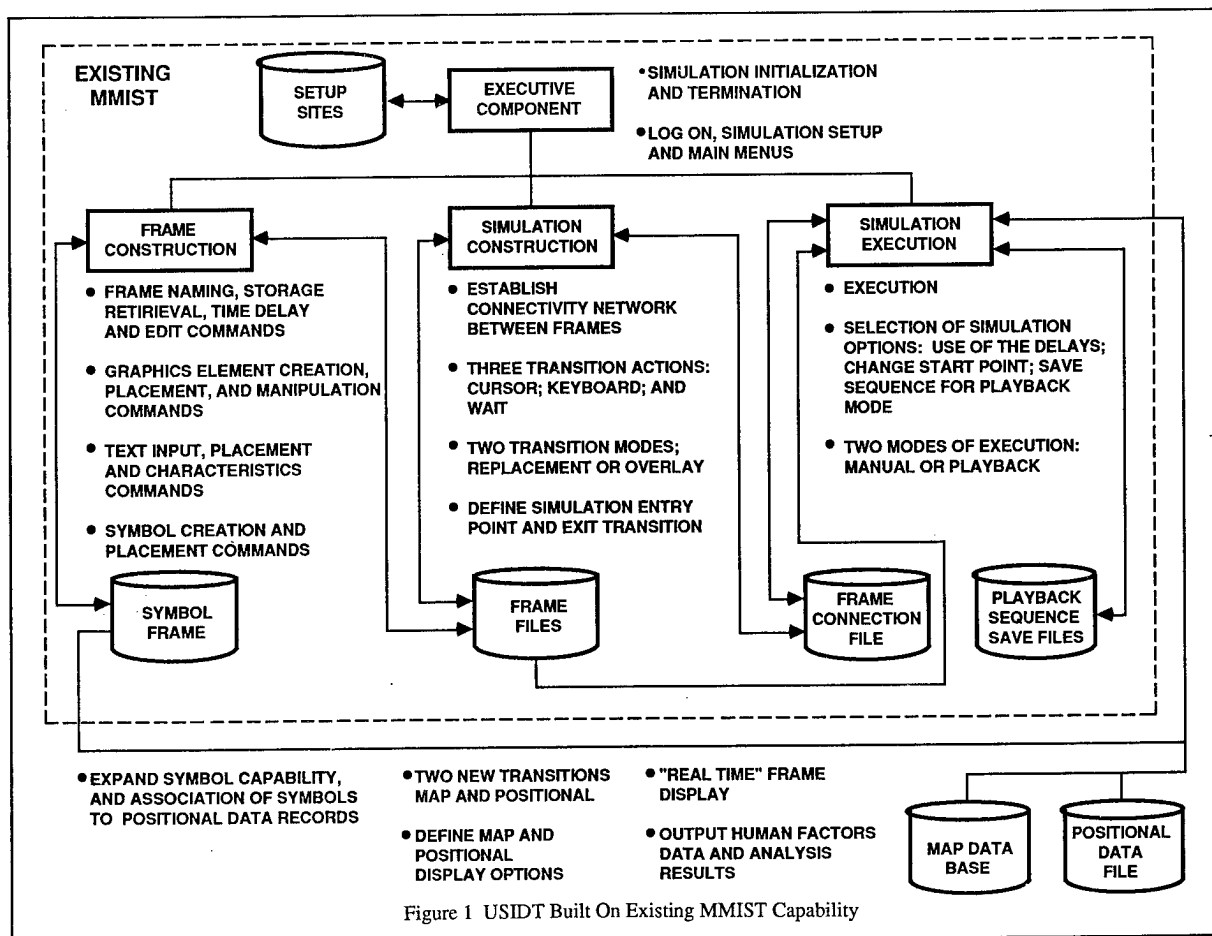 EXISTING
MMIST
SETUP
SITES
EXECUTIVE
COMPONENT
•SIMULATION INITIALIZATION
AND TERMINATION
•LOG ON, SIMULATION SETUP
AND MAIN MENUS
FRAME
CONSTRUCTION
SIMULATION
CONSTRUCTION
SIMULATION
EXECUTION
• FRAME NAMING, STORAGE
RETIRIEVAL, TIME DELAY
AND EDIT COMMANDS
• GRAPHICS ELEMENT CREATION,
PLACEMENT, AND MANIPULATION
COMMANDS
• TEXT INPUT, PLACEMENT
AND CHARACTERISTICS
COMMANDS
• SYMBOL CREATION AND
PLACEMENT COMMANDS
• ESTABLISH
CONNECTIVITY NETWORK
BETWEEN FRAMES
• THREE TRANSITION ACTIONS:
CURSOR; KEYBOARD; AND
WAIT
• TWO TRANSITION MODES;
REPLACEMENT OR OVERLAY
• DEFINE SIMULATION ENTRY
POINT AND EXIT TRANSITION
• EXECUTION
• SELECTION OF SIMULATION
OPTIONS: USE OF THE DELAYS;
CHANGE START POINT; SAVE
SEQUENCE FOR PLAYBACK
MODE
• TWO MODES OF EXECUTION:
MANUAL OR PLAYBACK
SYMBOL
FRAME
FRAME
FILES
FRAME
CONNECTION
FILE
PLAYBACK
SEQUENCE
SAVE FILES
•EXPAND SYMBOL CAPABILITY,
AND ASSOCIATION OF SYMBOLS
TO POSITIONAL DATA RECORDS
•TWO NEW TRANSITIONS
MAP AND POSITIONAL
•DEFINE MAP AND
POSITIONAL
DISPLAY OPTIONS
•"REAL TIME" FRAME
DISPLAY
•OUTPUT HUMAN FACTORS
DATA AND ANALYSIS
RESULTS
MAP DATA
BASE
POSITIONAL
DATA
FILE
Figure 1 USIDT Built On Existing MMIST Capability